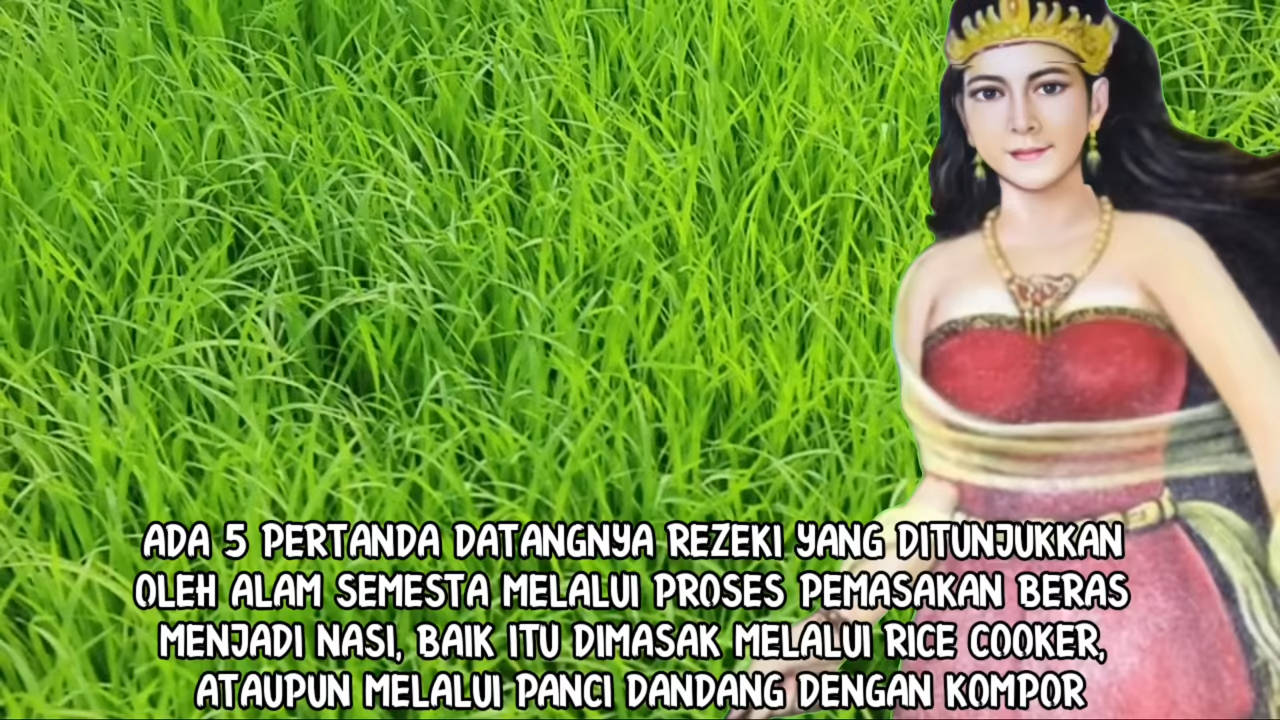 ADA 5 PERTANDA DATANGNYA REZEKI YANG DITUNJUKKAN
OLEH ALAM SEMESTA MELALUI PROSES PEMASAKAN BERAS
MENJADI NASI, BAIK ITU DIMASAK MELALUI RICE COOKER,
ATAUPUN MELALUI PANCI DANDANG DENGAN KOMPOR